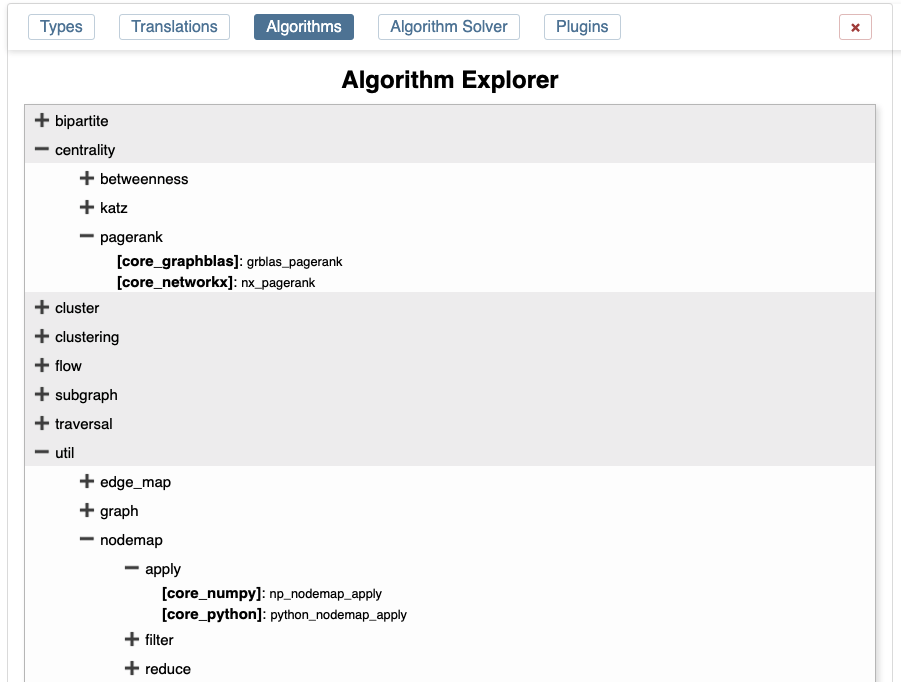 Types Translations Algorithms Algorithm Solver Plugins ×
Algorithm Explorer
bipartite
centrality
betweenness
katz
pagerank
[core_graphblas]: grblas_pagerank
[core_networkx]: nx_pagerank
cluster
clustering
flow
subgraph
traversal
util
edge_map
graph
nodemap
apply
[core_numpy]: np_nodemap_apply
[core_python]: python_nodemap_apply
filter
reduce